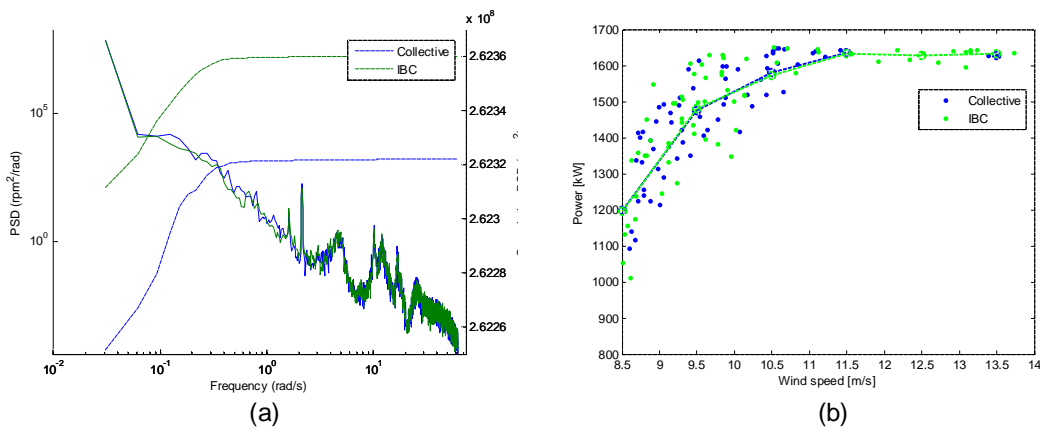 x 10^8
Collective
IBC
2.6236
2.6234
2.6232
2.623
2.6228
2.6226
10^5
10^0
PSD (rpm^2/rad)
10^-2
10^-1
10^0
10^1
Frequency (rad/s)
(a)
1700
1600
1500
1400
1300
1200
1100
1000
900
800
Power [kW]
Collective
IBC
8.5 9 9.5 10 10.5 11 11.5 12 12.5 13 13.5 14
Wind speed [m/s]
(b)